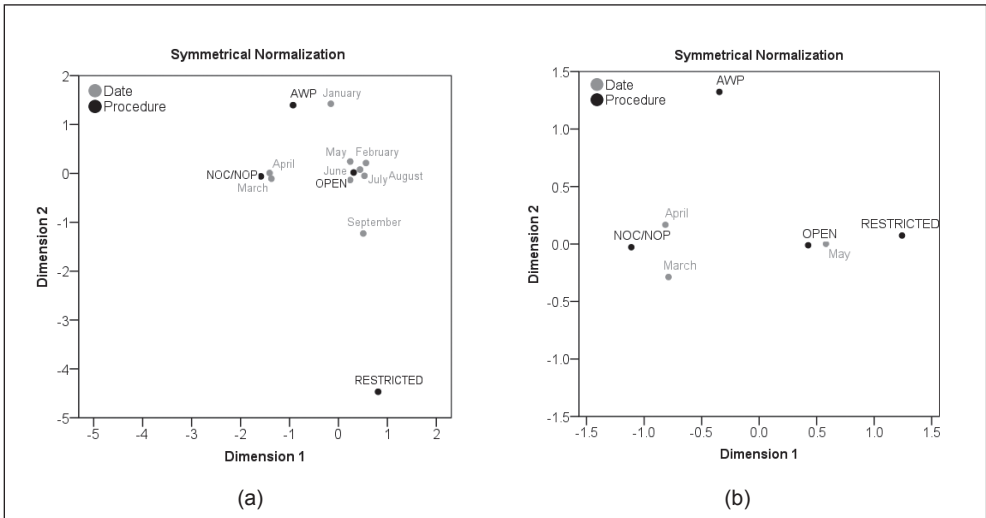 Symmetrical Normalization
Date
Procedure
AWP
January
May
February
April
NOC/NOP
June
OPEN
July
August
March
September
RESTRICTED
2
1
0
-1
-2
-3
-4
-5
-5
-4
-3
-2
-1
0
1
2
Dimension 2
Dimension 1
(a)
Symmetrical Normalization
Date
Procedure
AWP
April
RESTRICTED
NOC/NOP
OPEN
May
March
1.5
1.0
0.5
0.0
-0.5
-1.0
-1.5
-1.5
-1.0
-0.5
0.0
0.5
1.0
1.5
Dimension 2
Dimension 1
(b)